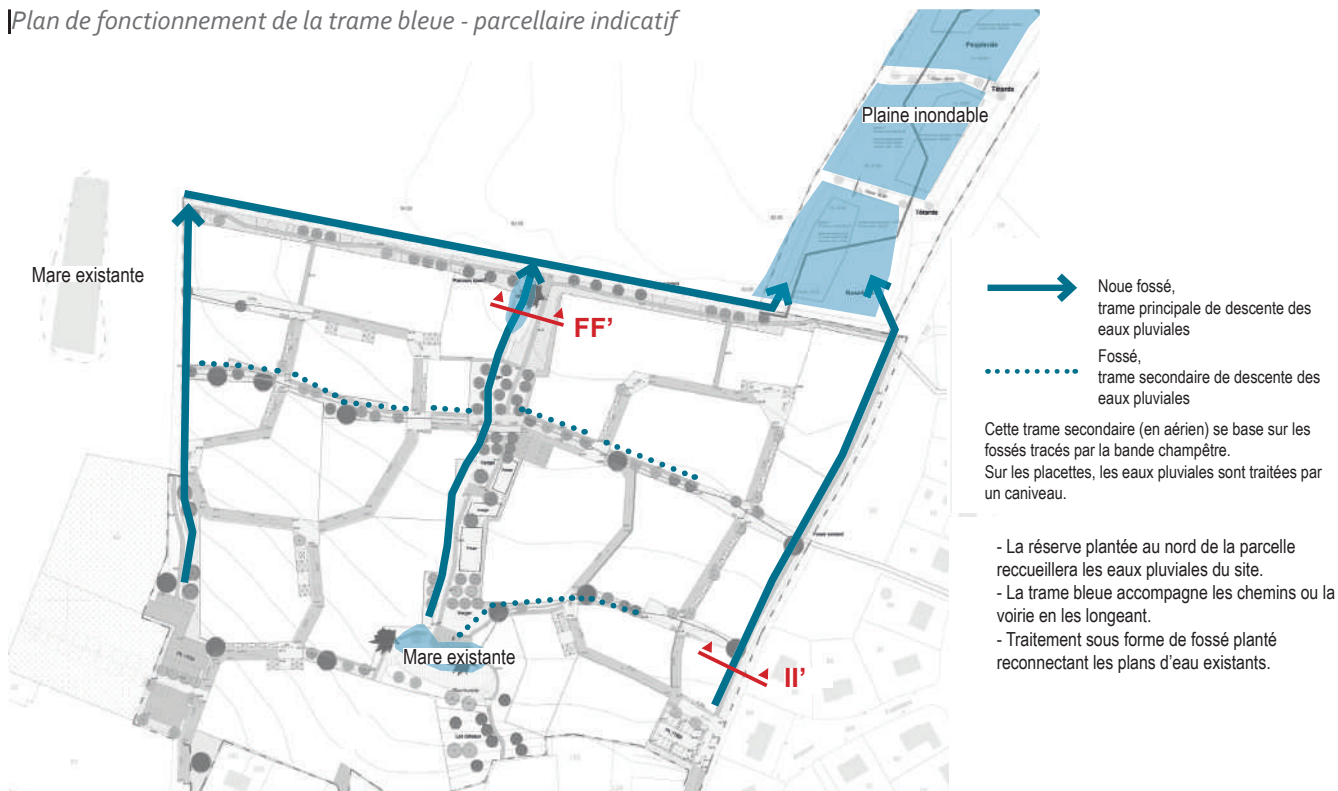 Plan de fonctionnement de la trame bleue - parcellaire indicatif
Plaine inondable
Têtards
Têtards
Mare existante
FF'
Verger
Mare existante
II'
Noue fossé,
trame principale de descente des
eaux pluviales
Fossé,
trame secondaire de descente des
eaux pluviales
Cette trame secondaire (en aérien) se base sur les
fossés tracés par la bande champêtre.
Sur les placettes, les eaux pluviales sont traitées par
un caniveau.
- La réserve plantée au nord de la parcelle
reccueillera les eaux pluviales du site.
- La trame bleue accompagne les chemins ou la
voirie en les longeant.
- Traitement sous forme de fossé planté
reconnectant les plans d'eau existants.